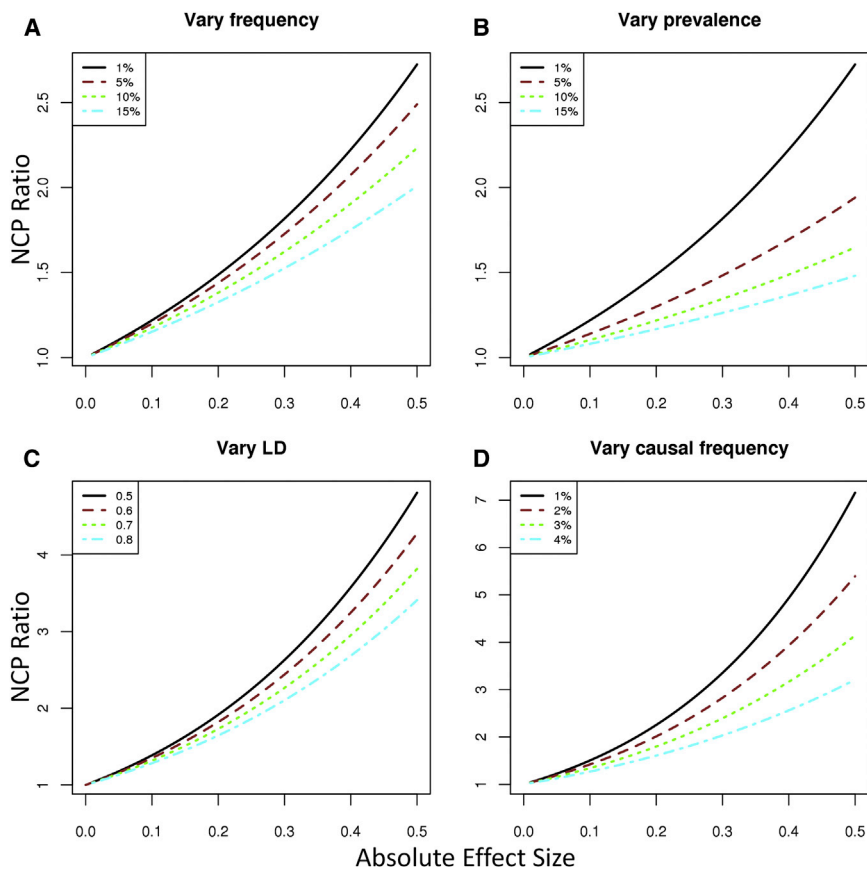 A
Vary frequency
1%
5%
10%
15%
NCP Ratio
1.0
1.5
2.0
2.5
0.0 0.1 0.2 0.3 0.4 0.5
B
Vary prevalence
1%
5%
10%
15%
1.0
1.5
2.0
2.5
0.0 0.1 0.2 0.3 0.4 0.5
C
Vary LD
0.5
0.6
0.7
0.8
NCP Ratio
1
2
3
4
0.0 0.1 0.2 0.3 0.4 0.5
D
Vary causal frequency
1%
2%
3%
4%
1
2
3
4
5
6
7
0.0 0.1 0.2 0.3 0.4 0.5
Absolute Effect Size